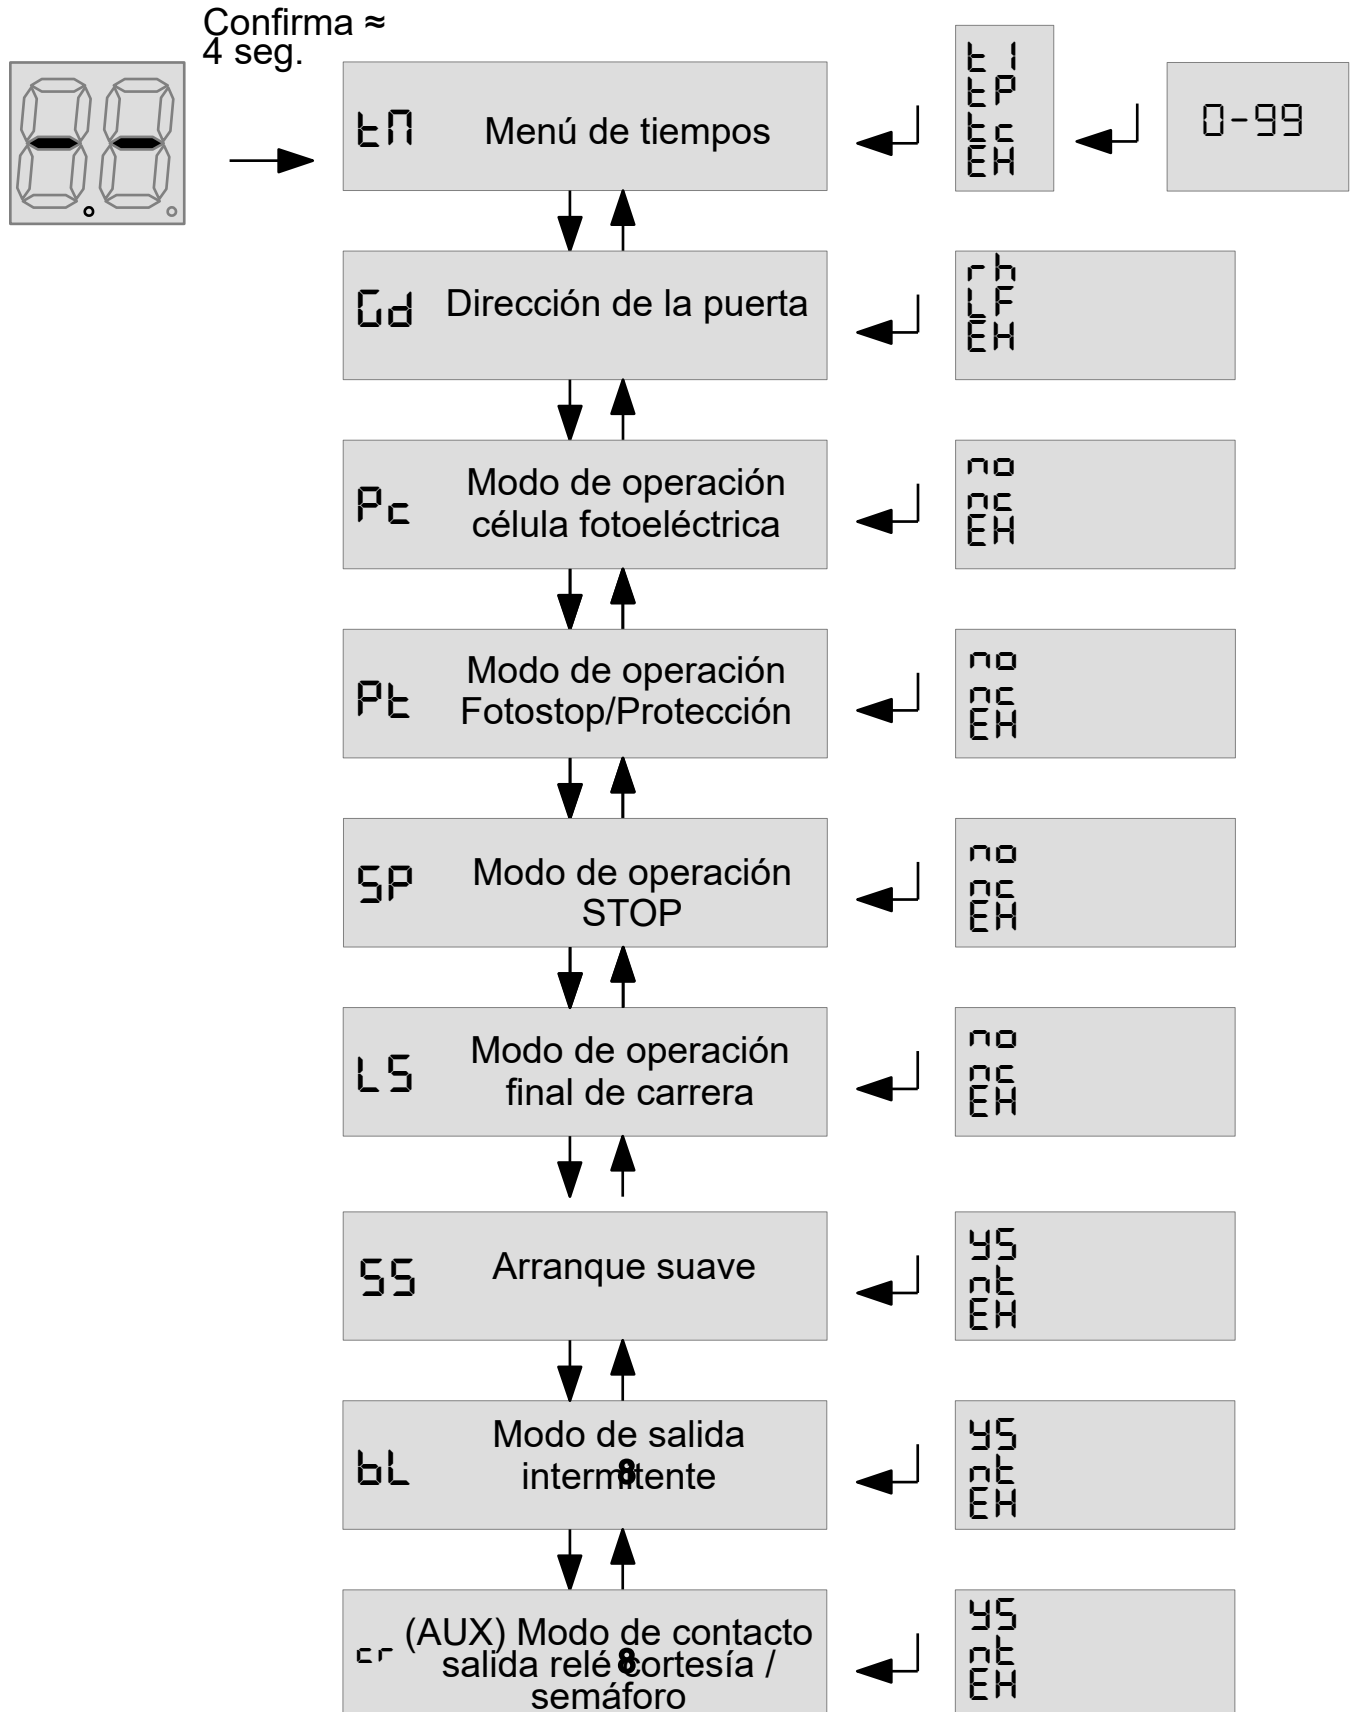 Confirma ≈
4 seg.
tM Menú de tiempos
t1
tP
tc
EH
0-99
Gd Dirección de la puerta
rh
LF
EH
Pc Modo de operación
célula fotoeléctrica
no
nc
EH
Pt Modo de operación
Fotostop/Protección
no
nc
EH
SP Modo de operación
STOP
no
nc
EH
LS Modo de operación
final de carrera
no
nc
EH
SS Arranque suave
YS
nt
EH
bL Modo de salida
intermitente
8
YS
nt
EH
cr (AUX) Modo de contacto
salida relé cortesía /
8
semáforo
YS
nt
EH